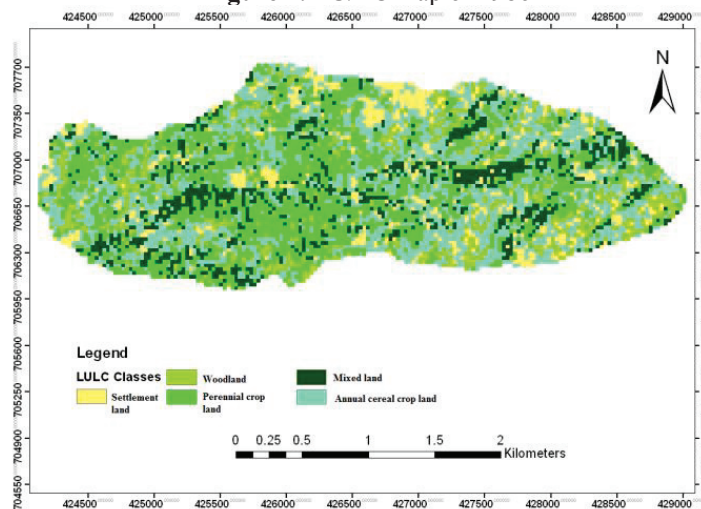 424500 425000 425500 426000 426500 427000 427500 428000 428500 429000
N
707700
707350
707000
706650
706300
705950
705600
705250
704900
704550
Legend
LULC Classes
Woodland
Mixed land
Settlement land
Perennial crop land
Annual cereal crop land
0 0.25 0.5 1 1.5 2
Kilometers
424500 425000 425500 426000 426500 427000 427500 428000 428500 429000